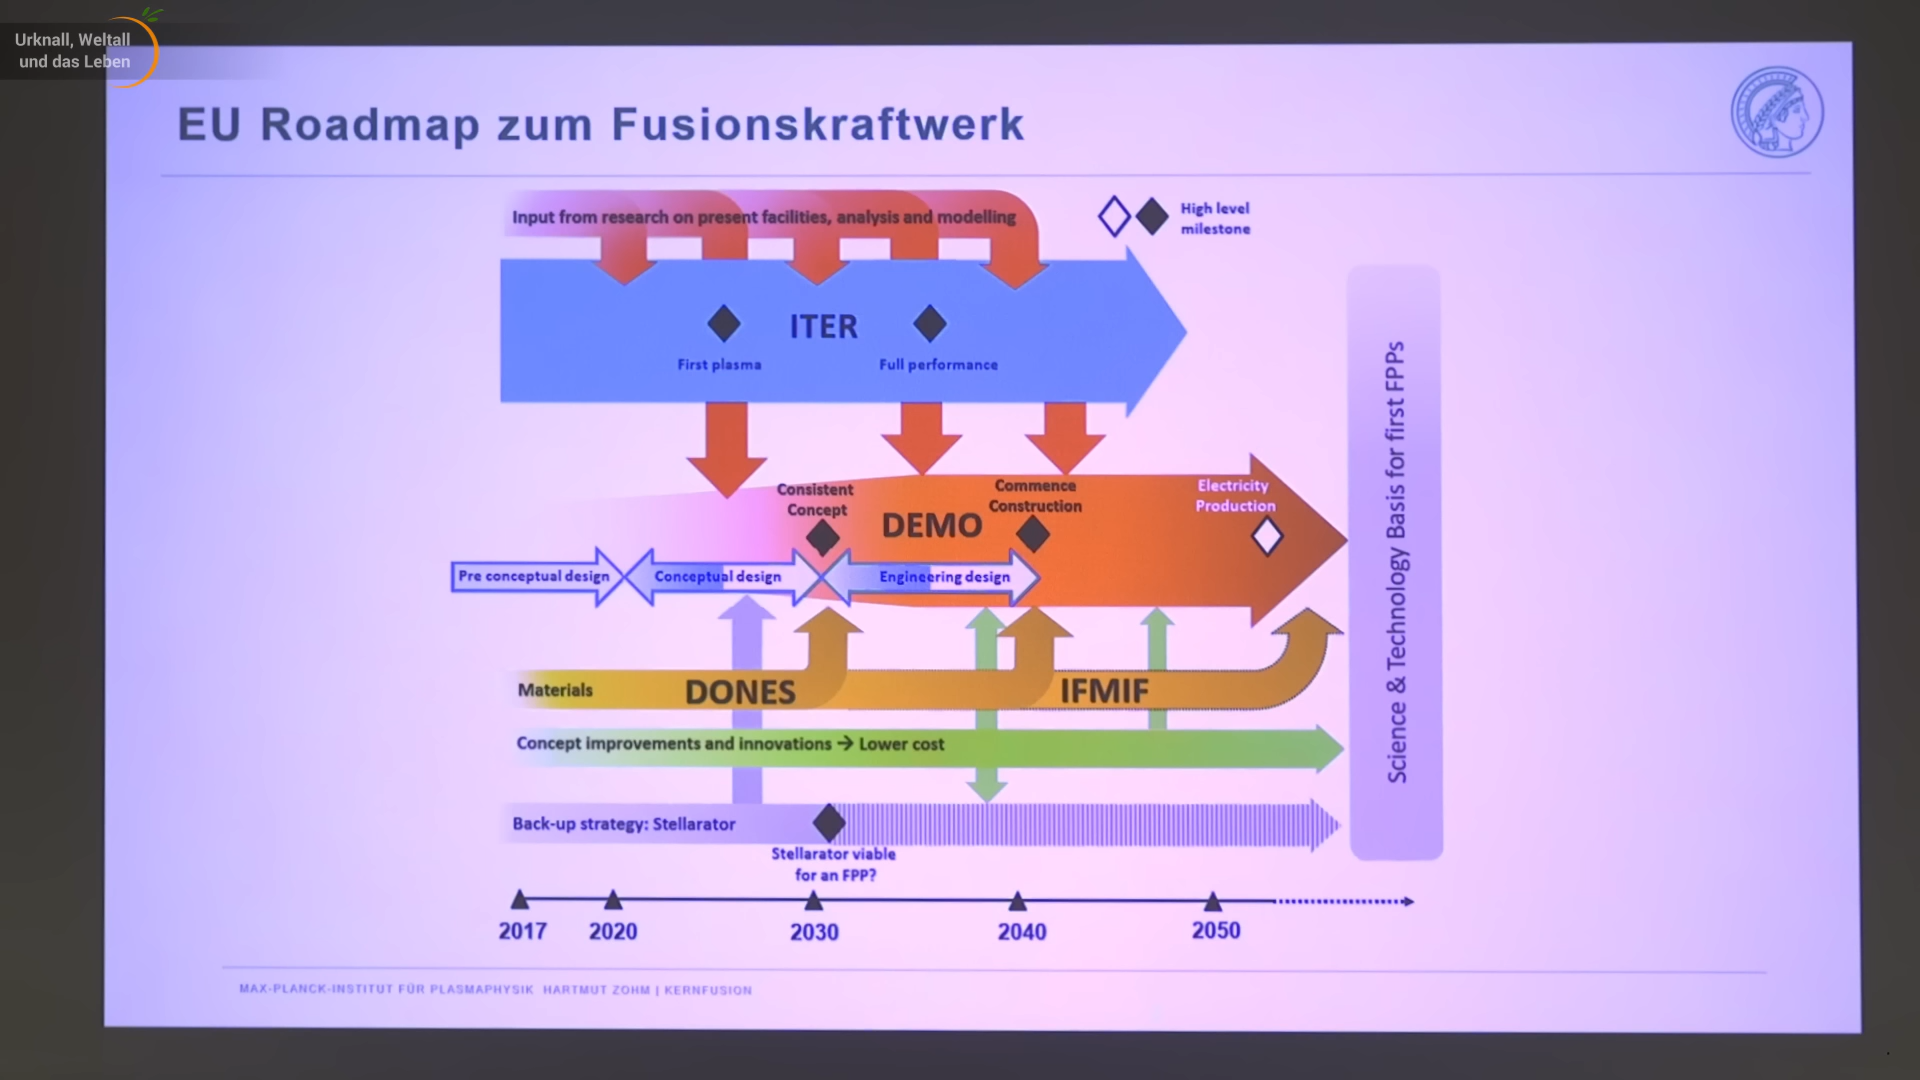 Urknall, Weltall
und das Leben
EU Roadmap zum Fusionskraftwerk
Input from research on present facilities, analysis and modelling
High level
milestone
ITER
First plasma
Full performance
Consistent
Concept
DEMO
Commence
Construction
Electricity
Production
Pre conceptual design
Conceptual design
Engineering design
Materials
DONES
IFMIF
Concept improvements and innovations → Lower cost
Back-up strategy: Stellarator
Stellarator viable
for an FPP?
Science & Technology Basis for first FPPs
2017
2020
2030
2040
2050
MAX-PLANCK-INSTITUT FÜR PLASMAPHYSIK HARTMUT ZOHM | KERNFUSION